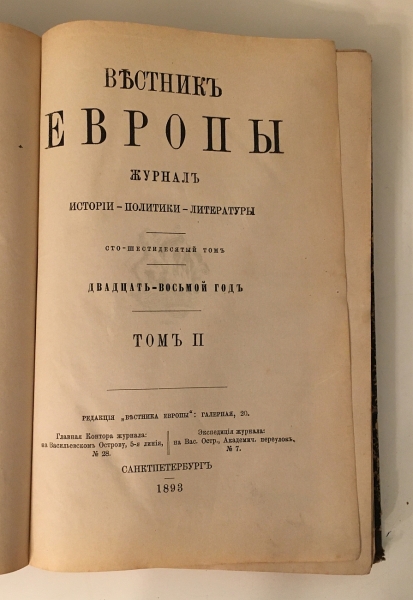 ВѢСТНИКЪ
ЕВРОПЫ
ЖУРНАЛЪ
ИСТОРІИ – ПОЛИТИКИ – ЛИТЕРАТУРЫ
СТО-ШЕСТИДЕСЯТЫЙ ТОМЪ
ДВАДЦАТЬ-ВОСЬМОЙ ГОДЪ
ТОМЪ II
РЕДАКЦІЯ „ВѢСТНИКА ЕВРОПЫ“: ГАЛЕРНАЯ, 20.
Главная Контора журнала:
на Васильевскомъ Острову, 5-я линія,
№ 28.
Экспедиція журнала:
на Вас. Остр., Академич. переулокъ,
№ 7.
САНКТПЕТЕРБУРГЪ
1893